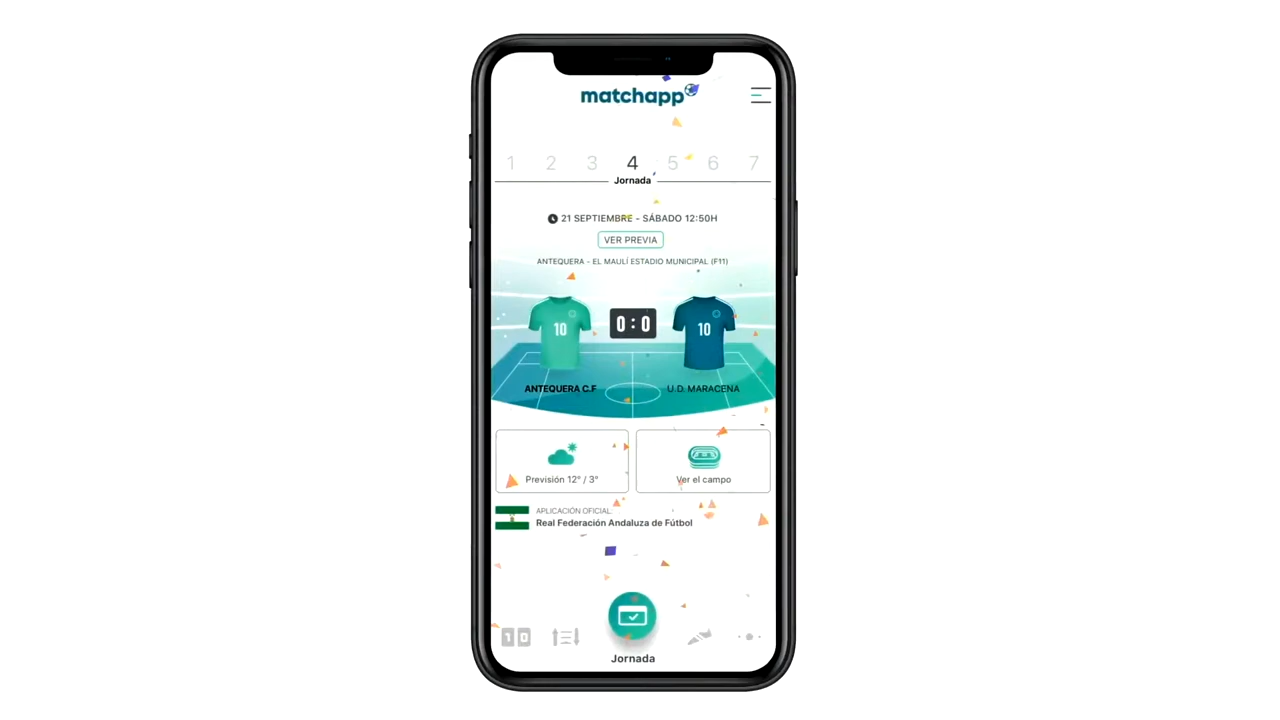 matchapp
1 2 3 4 5 6 7
Jornada
21 SEPTIEMBRE - SÁBADO 12:50H
VER PREVIA
ANTEQUERA - EL MAULÍ ESTADIO MUNICIPAL (F11)
10 0:0 10
ANTEQUERA C.F U.D. MARACENA
Previsión 12° / 3° Ver el campo
APLICACIÓN OFICIAL:
Real Federación Andaluza de Fútbol
1 0
Jornada